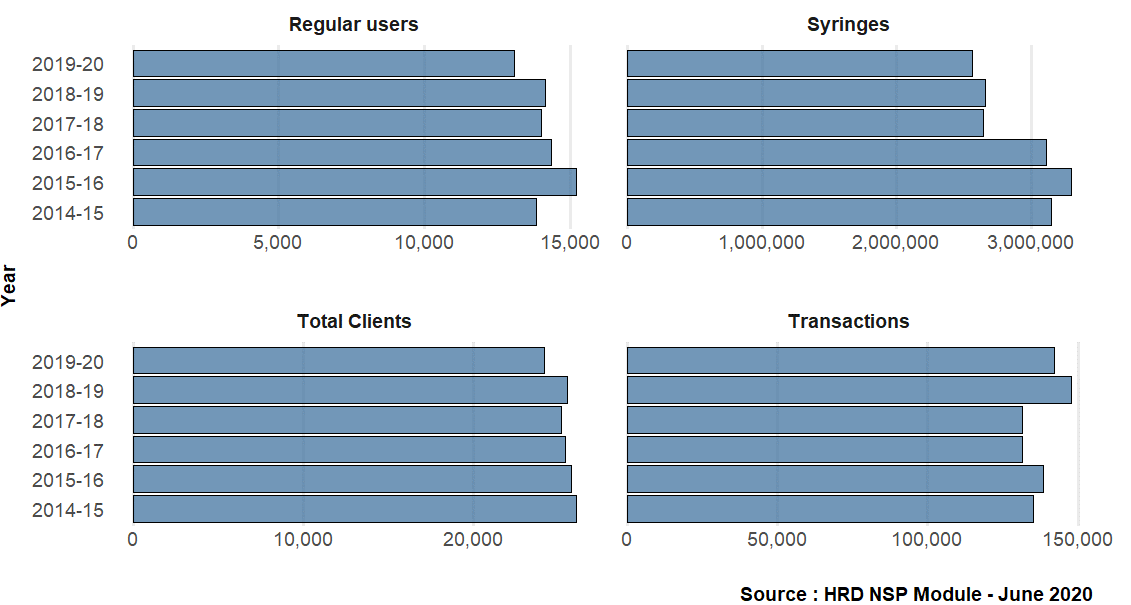 Regular users
Syringes
2019-20
2018-19
2017-18
2016-17
2015-16
2014-15
0 5,000 10,000 15,000
0 1,000,000 2,000,000 3,000,000
Year
Total Clients
Transactions
2019-20
2018-19
2017-18
2016-17
2015-16
2014-15
0 10,000 20,000
0 50,000 100,000 150,000
Source : HRD NSP Module - June 2020